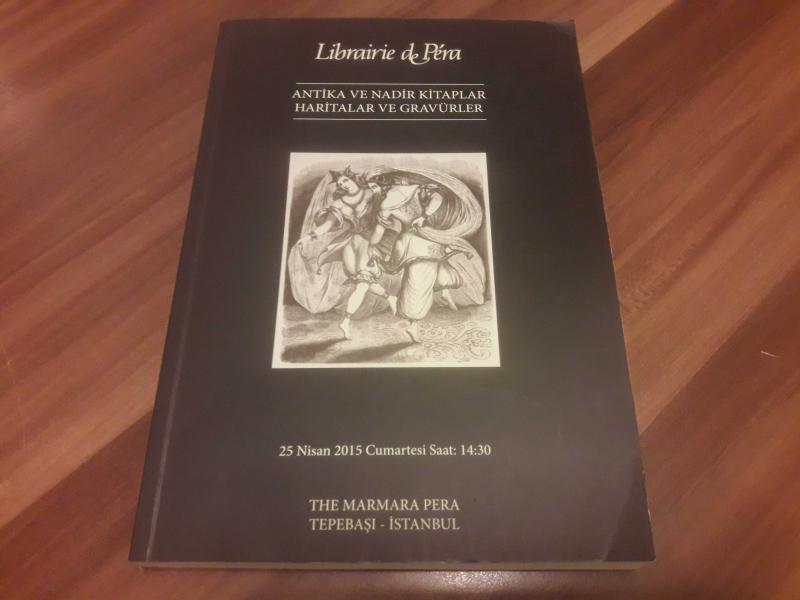 Librairie de Péra
ANTİKA VE NADİR KİTAPLAR
HARİTALAR VE GRAVÜRLER
25 Nisan 2015 Cumartesi Saat: 14:30
THE MARMARA PERA
TEPEBAŞI - İSTANBUL